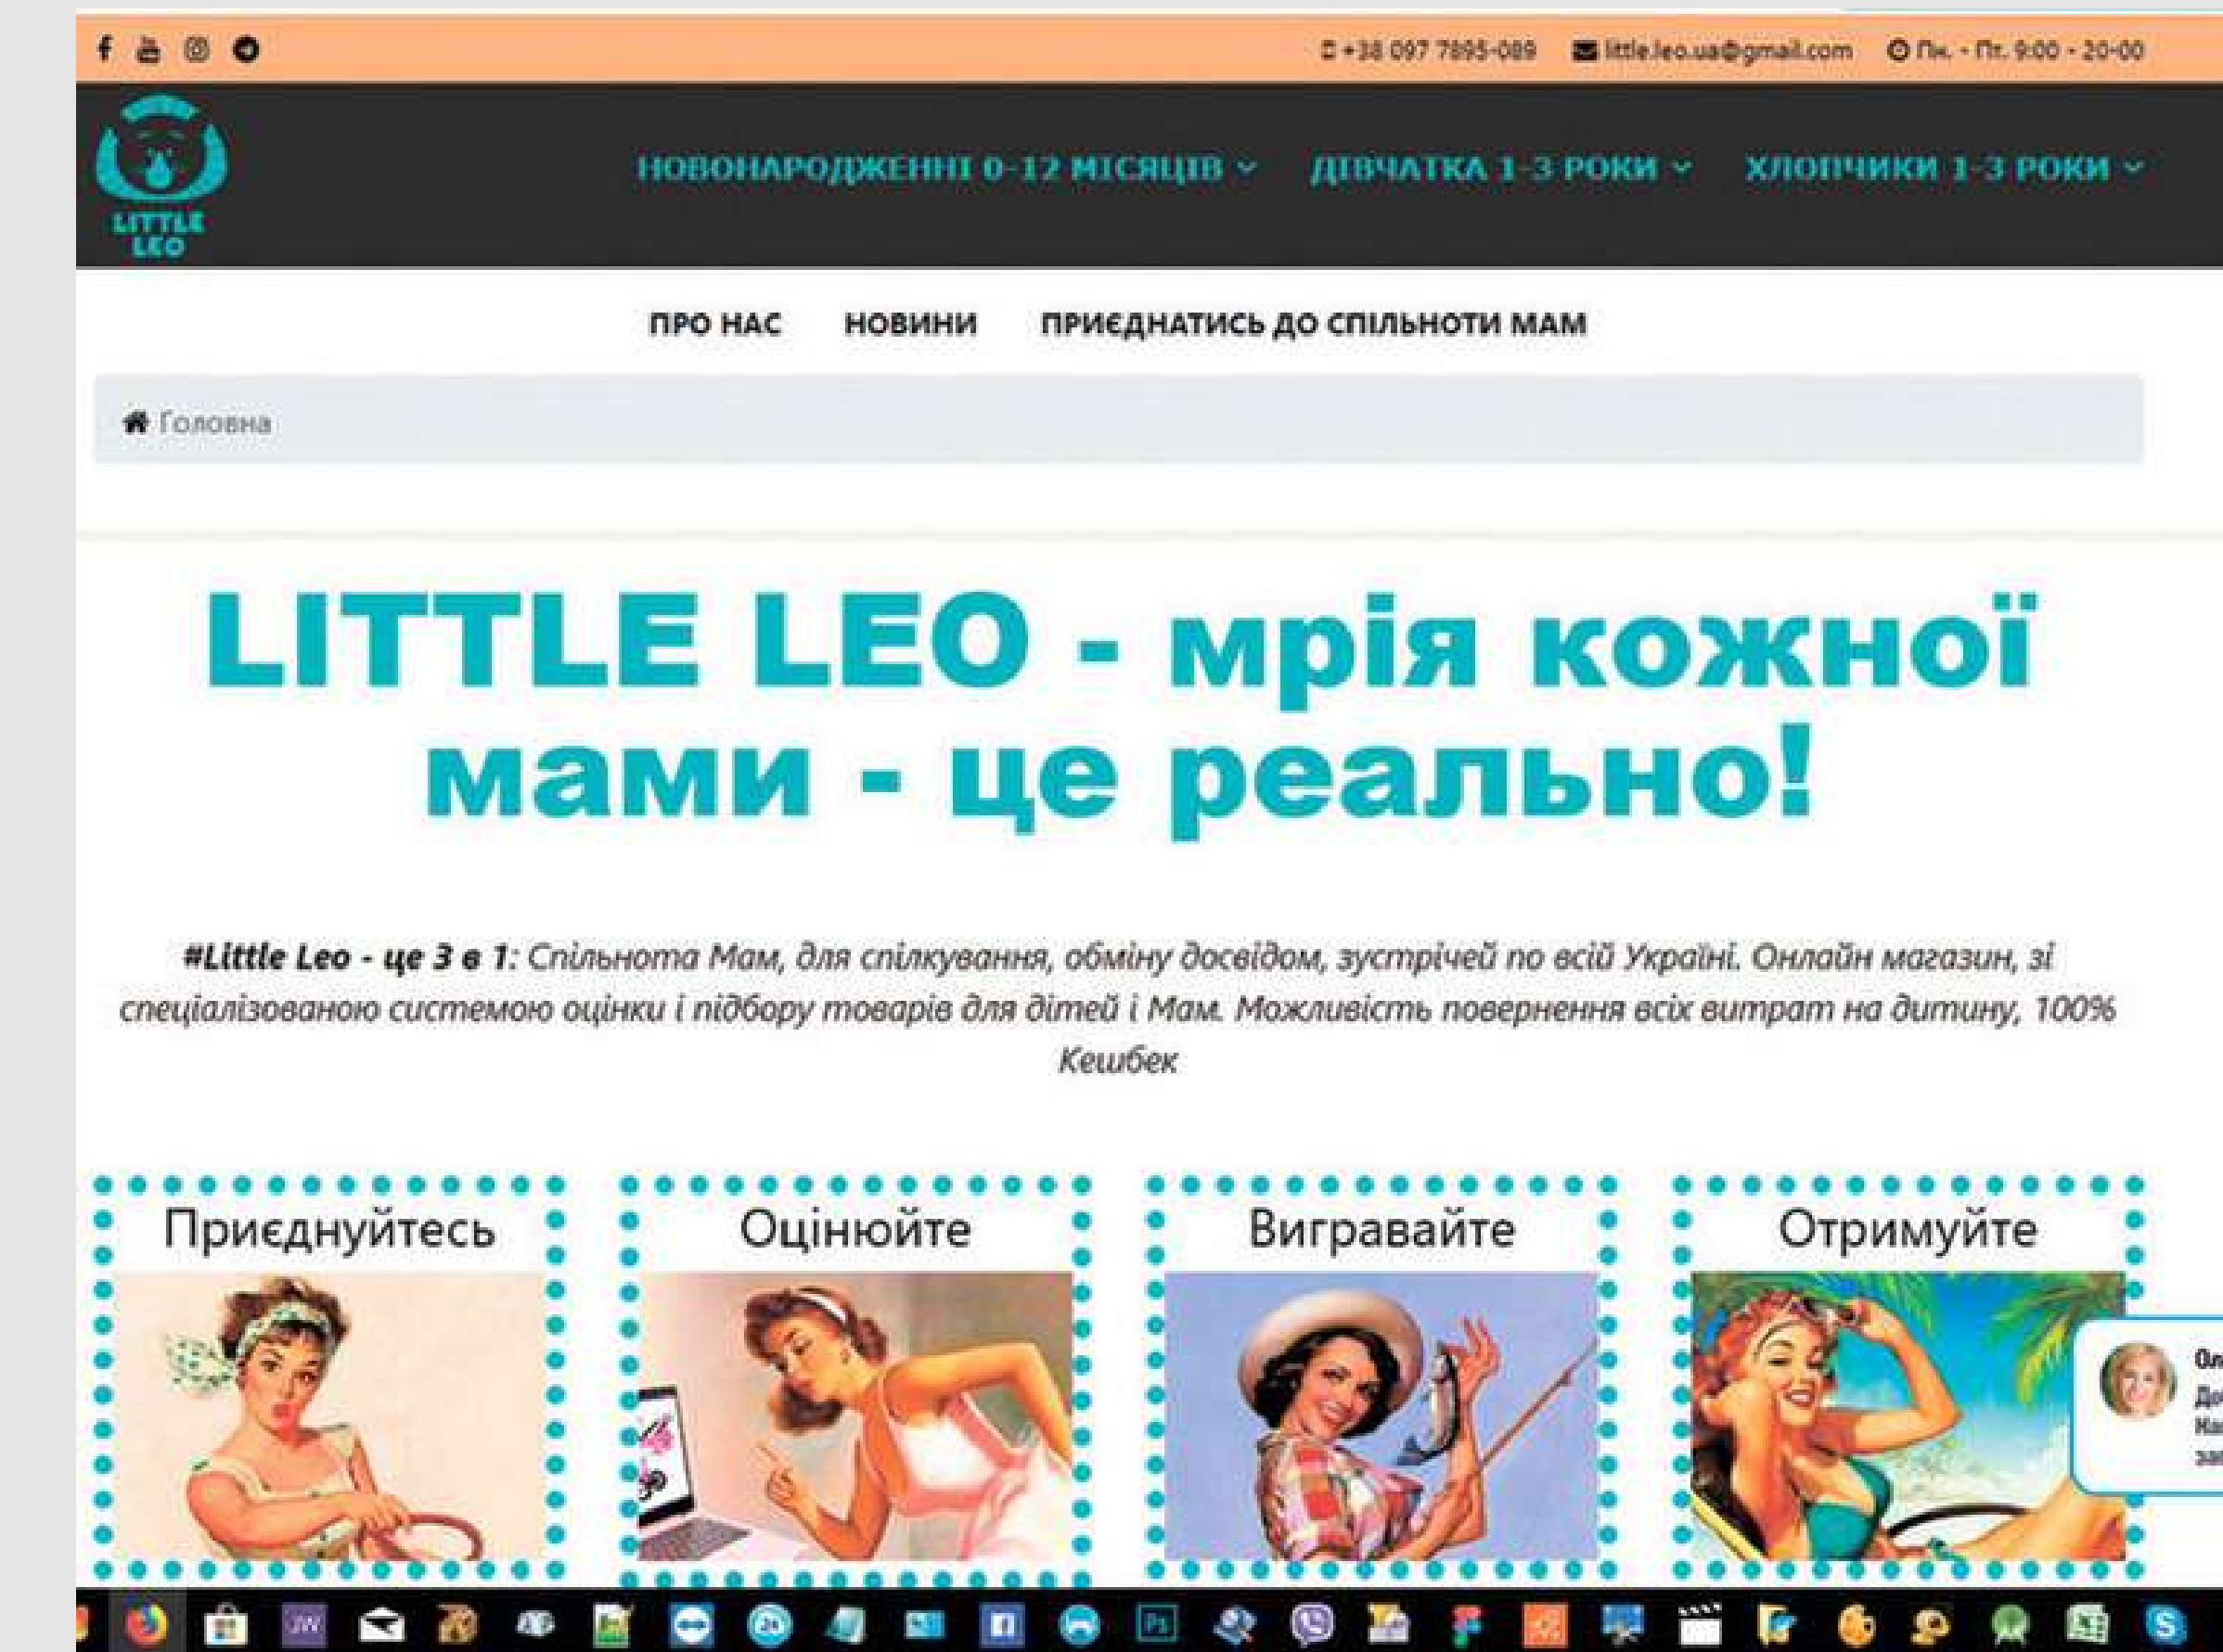 +38 097 7895-089 little.leo.ua@gmail.com Пн. - Пт. 9:00 - 20-00
LITTLE
LEO
НОВОНАРОДЖЕННІ 0-12 МІСЯЦІВ ДІВЧАТКА 1-3 РОКИ ХЛОПЧИКИ 1-3 РОКИ
ПРО НАС НОВИНИ ПРИЄДНАТИСЬ ДО СПІЛЬНОТИ МАМ
Головна
LITTLE LEO - мрія кожної
мами - це реально!
#Little Leo - це 3 в 1: Спільнота Мам, для спілкування, обміну досвідом, зустрічей по всій Україні. Онлайн магазин, зі
спеціалізованою системою оцінки і підбору товарів для дітей і Мам. Можливість повернення всіх витрат на дитину, 100%
Кешбек
Приєднуйтесь Оцінюйте Вигравайте Отримуйте
JW Ps